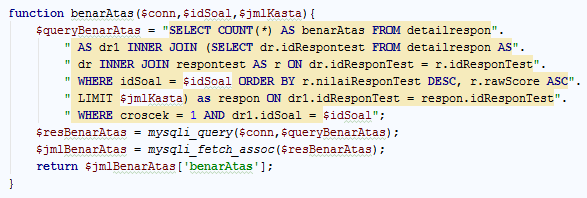 function benarAtas($conn,$idSoal,$jmlKasta){
$queryBenarAtas = "SELECT COUNT(*) AS benarAtas FROM detailrespon".
" AS dr1 INNER JOIN (SELECT dr.idRespontest FROM detailrespon AS".
" dr INNER JOIN respontest AS r ON dr.idResponTest = r.idResponTest".
" WHERE idSoal = $idSoal ORDER BY r.nilaiResponTest DESC, r.rawScore ASC".
" LIMIT $jmlKasta) as respon ON dr1.idResponTest = respon.idResponTest".
" WHERE croscek = 1 AND dr1.idSoal = $idSoal";
$resBenarAtas = mysqli_query($conn,$queryBenarAtas);
$jmlBenarAtas = mysqli_fetch_assoc($resBenarAtas);
return $jmlBenarAtas['benarAtas'];
}